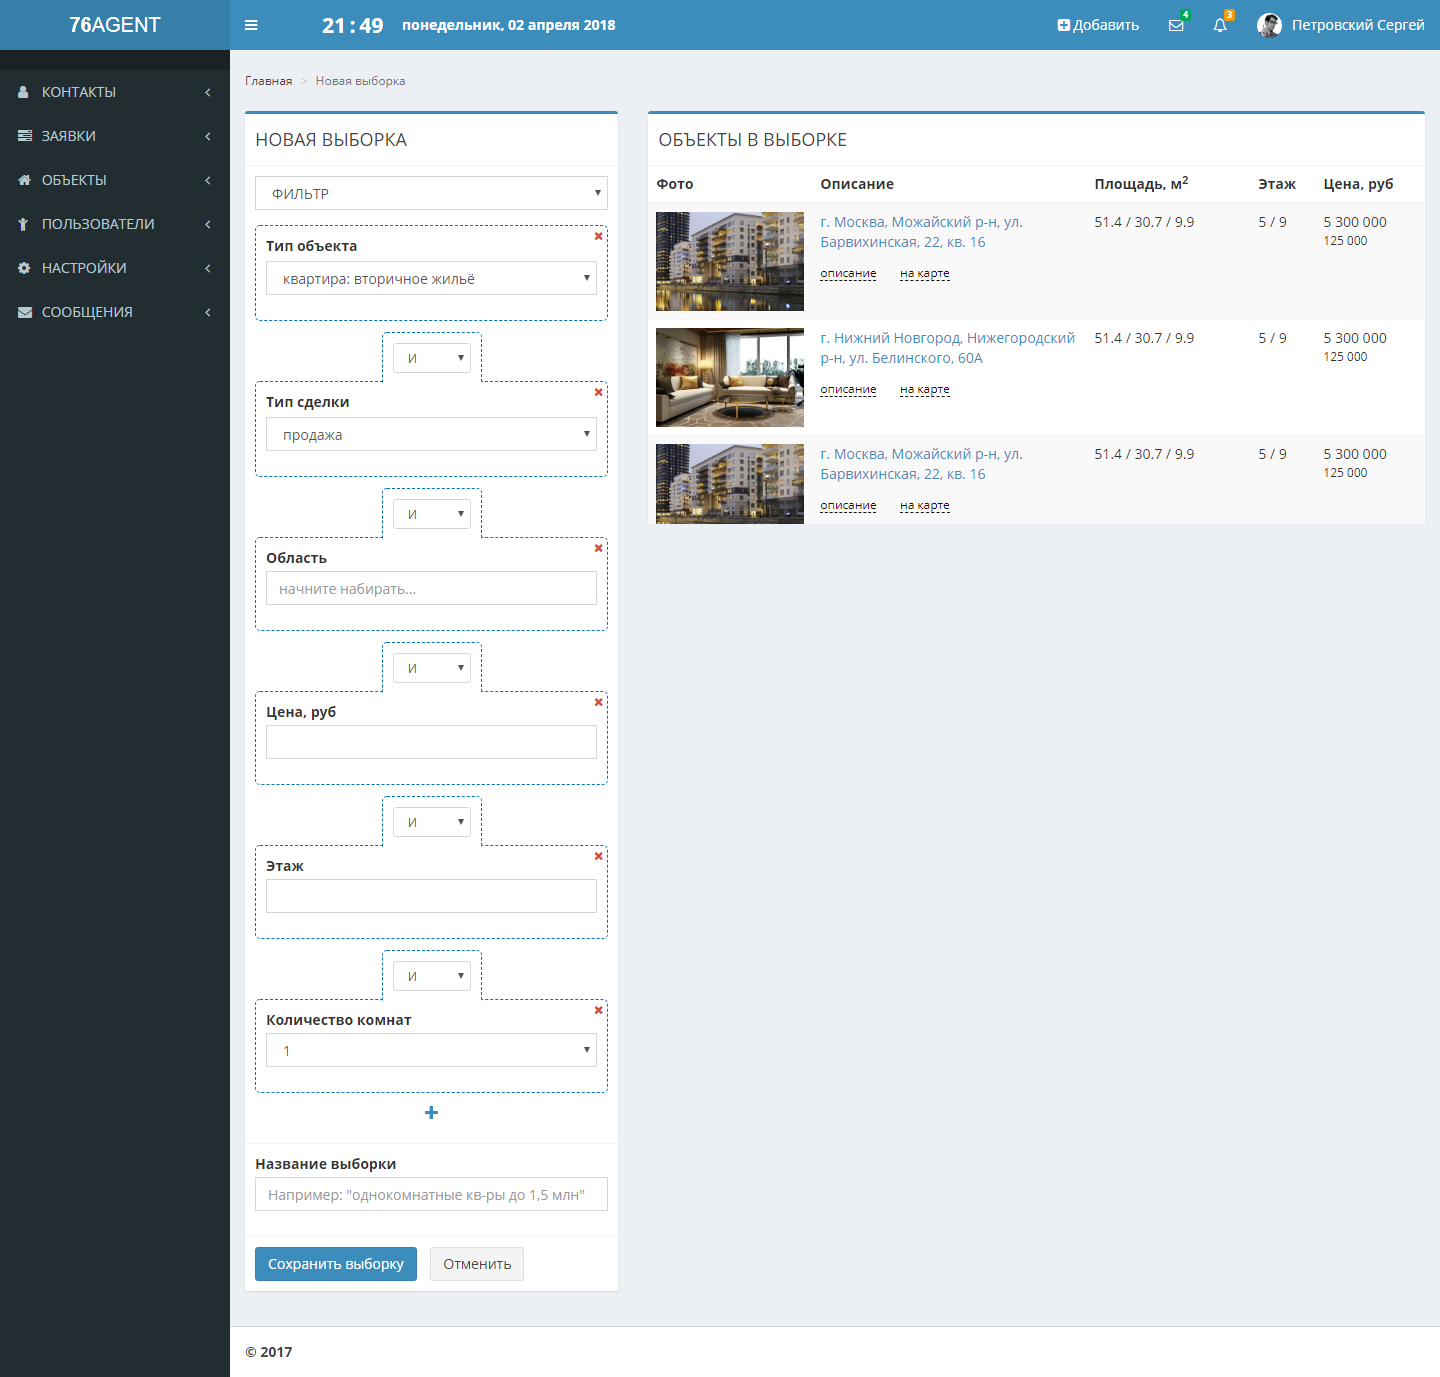 76AGENT
21:49 понедельник, 02 апреля 2018
Добавить
4
3
Петровский Сергей
КОНТАКТЫ
ЗАЯВКИ
ОБЪЕКТЫ
ПОЛЬЗОВАТЕЛИ
НАСТРОЙКИ
СООБЩЕНИЯ
Главная > Новая выборка
НОВАЯ ВЫБОРКА
ФИЛЬТР
Тип объекта
квартира: вторичное жильё
И
Тип сделки
продажа
И
Область
начните набирать...
И
Цена, руб
И
Этаж
И
Количество комнат
1
Название выборки
Например: "однокомнатные кв-ры до 1,5 млн"
Сохранить выборку
Отменить
ОБЪЕКТЫ В ВЫБОРКЕ
Фото Описание Площадь, м² Этаж Цена, руб
г. Москва, Можайский р-н, ул. 51.4 / 30.7 / 9.9 5 / 9 5 300 000
Барвихинская, 22, кв. 16 125 000
описание на карте
г. Нижний Новгород, Нижегородский 51.4 / 30.7 / 9.9 5 / 9 5 300 000
р-н, ул. Белинского, 60А 125 000
описание на карте
г. Москва, Можайский р-н, ул. 51.4 / 30.7 / 9.9 5 / 9 5 300 000
Барвихинская, 22, кв. 16 125 000
описание на карте
© 2017